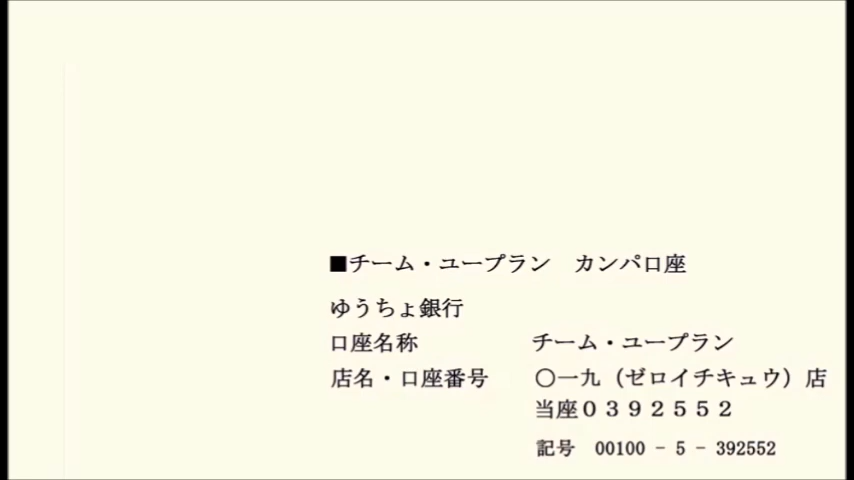 ■チーム・ユープラン　カンパ口座
ゆうちょ銀行
口座名称　チーム・ユープラン
店名・口座番号　〇一九（ゼロイチキュウ）店
当座０３９２５５２
記号　00100 － 5 － 392552